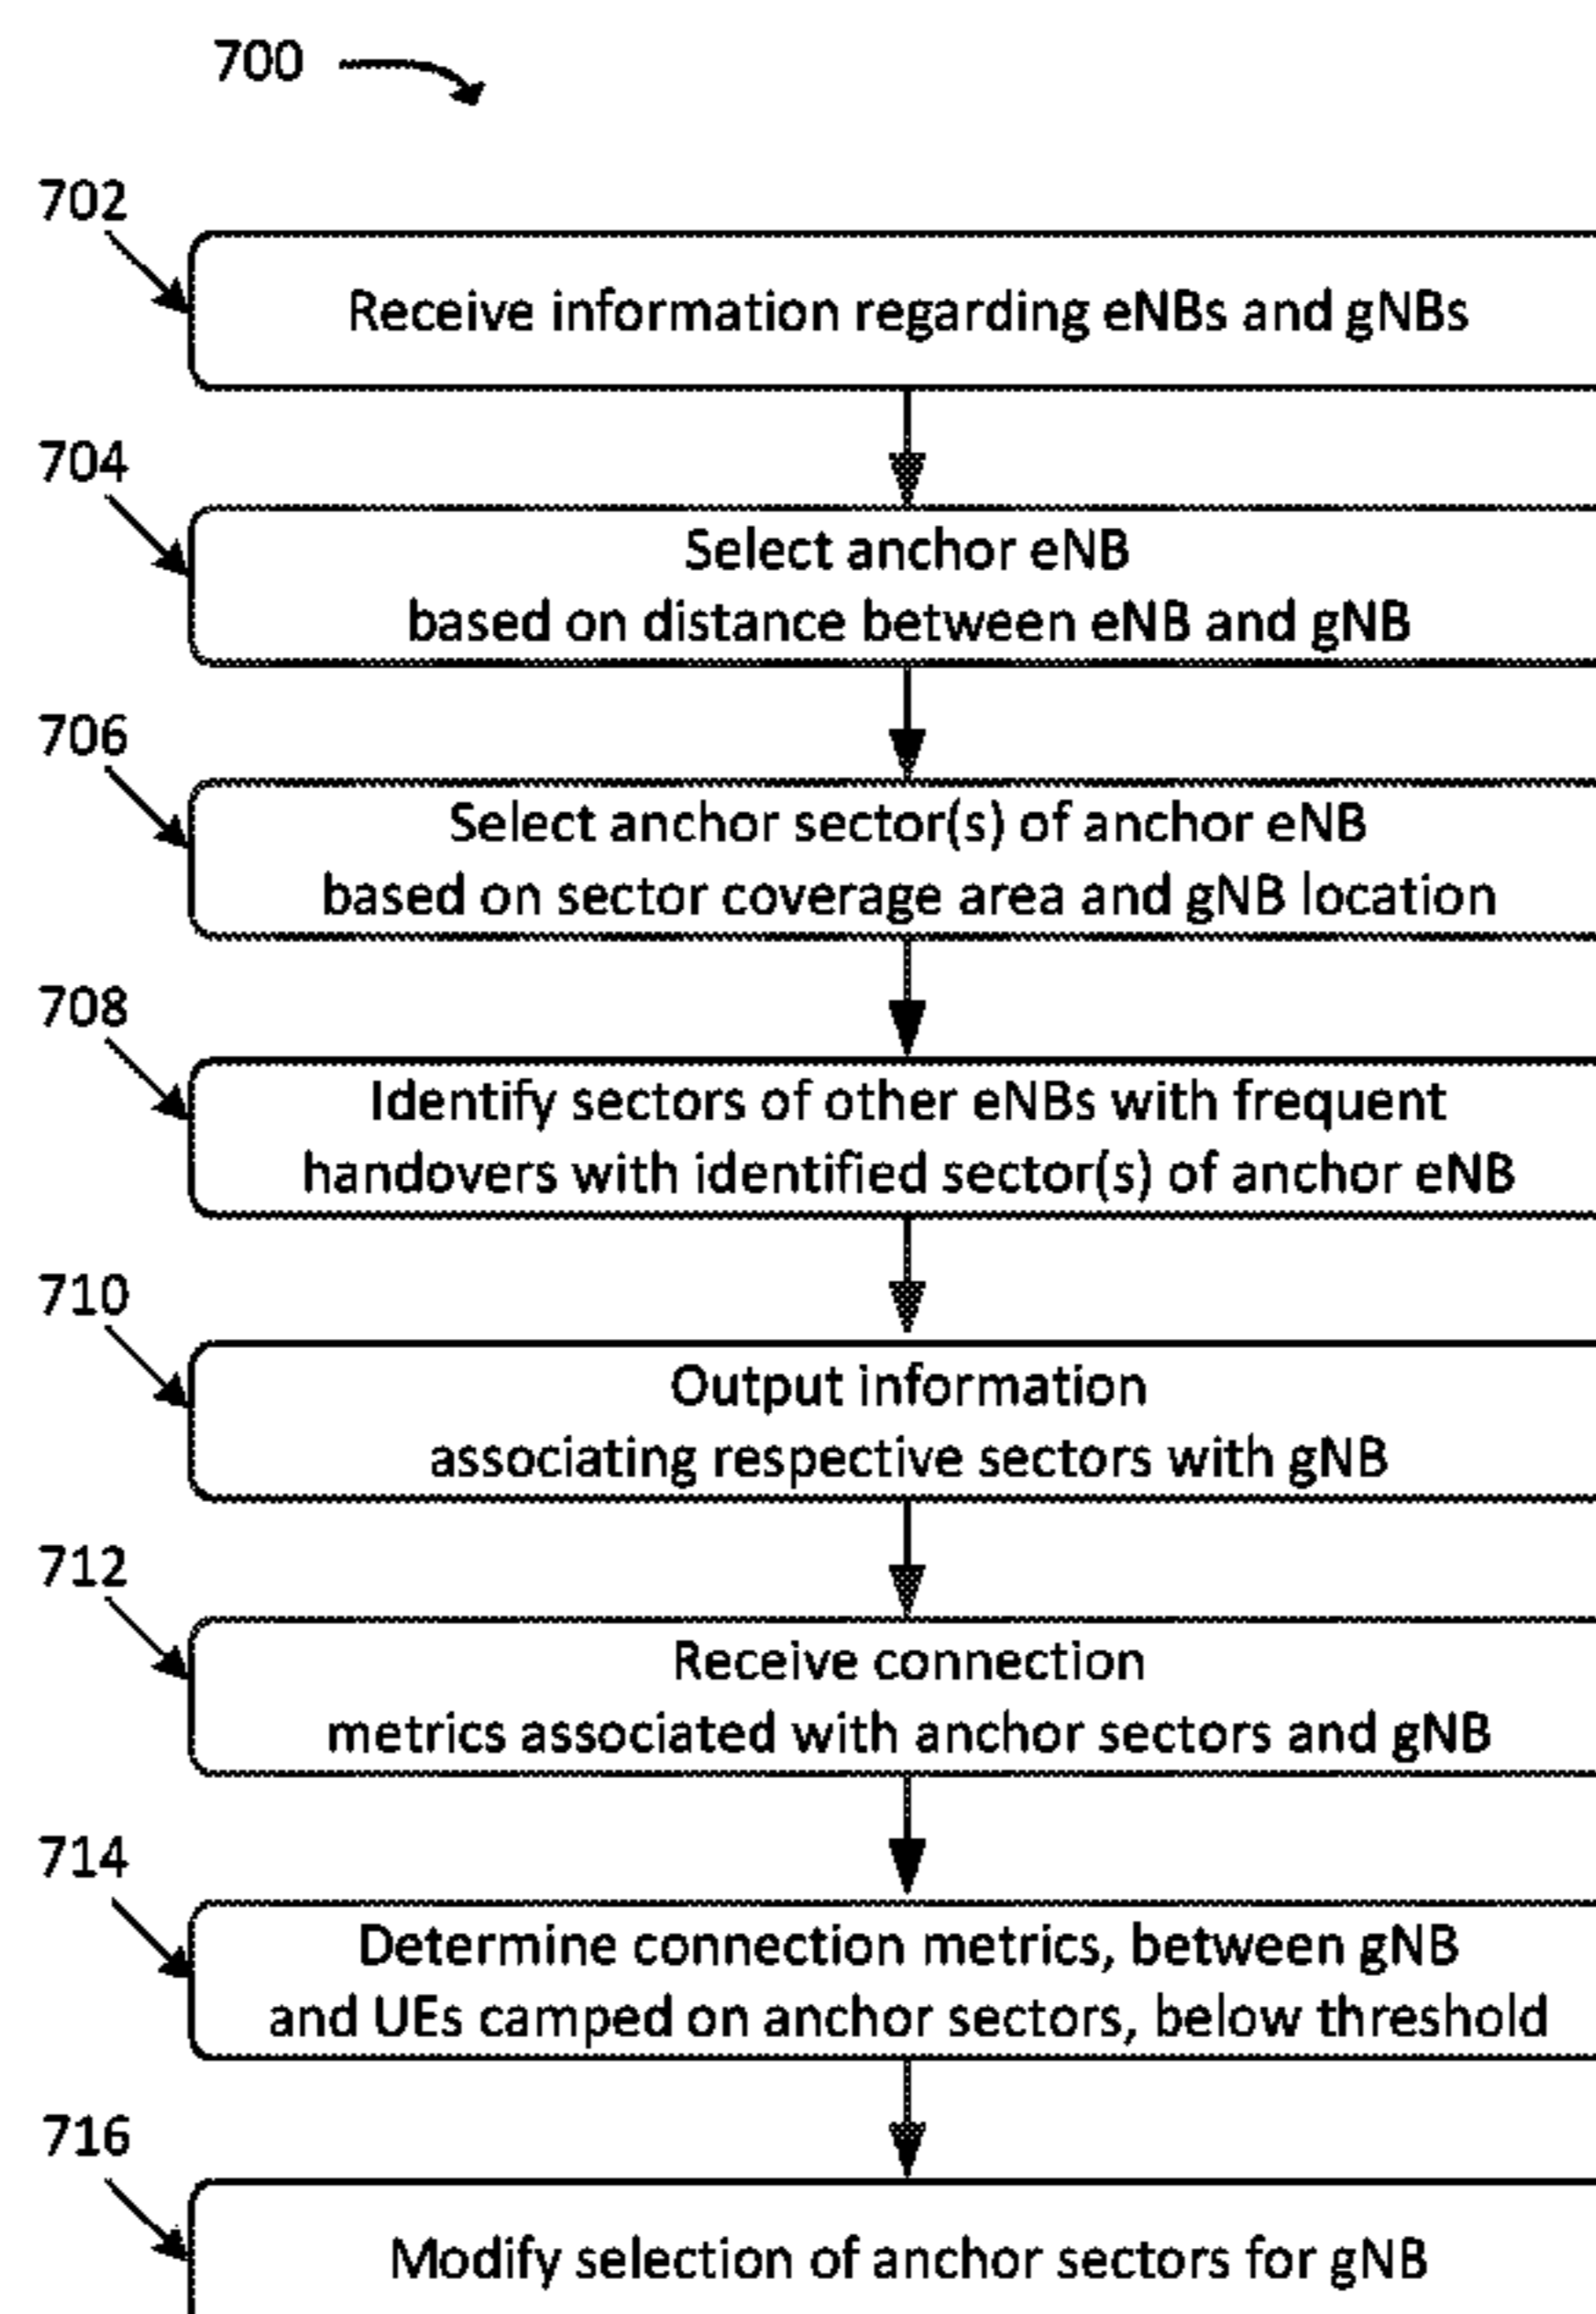 700
702
Receive information regarding eNBs and gNBs
704
Select anchor eNB
based on distance between eNB and gNB
706
Select anchor sector(s) of anchor eNB
based on sector coverage area and gNB location
708
Identify sectors of other eNBs with frequent
handovers with identified sector(s) of anchor eNB
710
Output information
associating respective sectors with gNB
712
Receive connection
metrics associated with anchor sectors and gNB
714
Determine connection metrics, between gNB
and UEs camped on anchor sectors, below threshold
716
Modify selection of anchor sectors for gNB